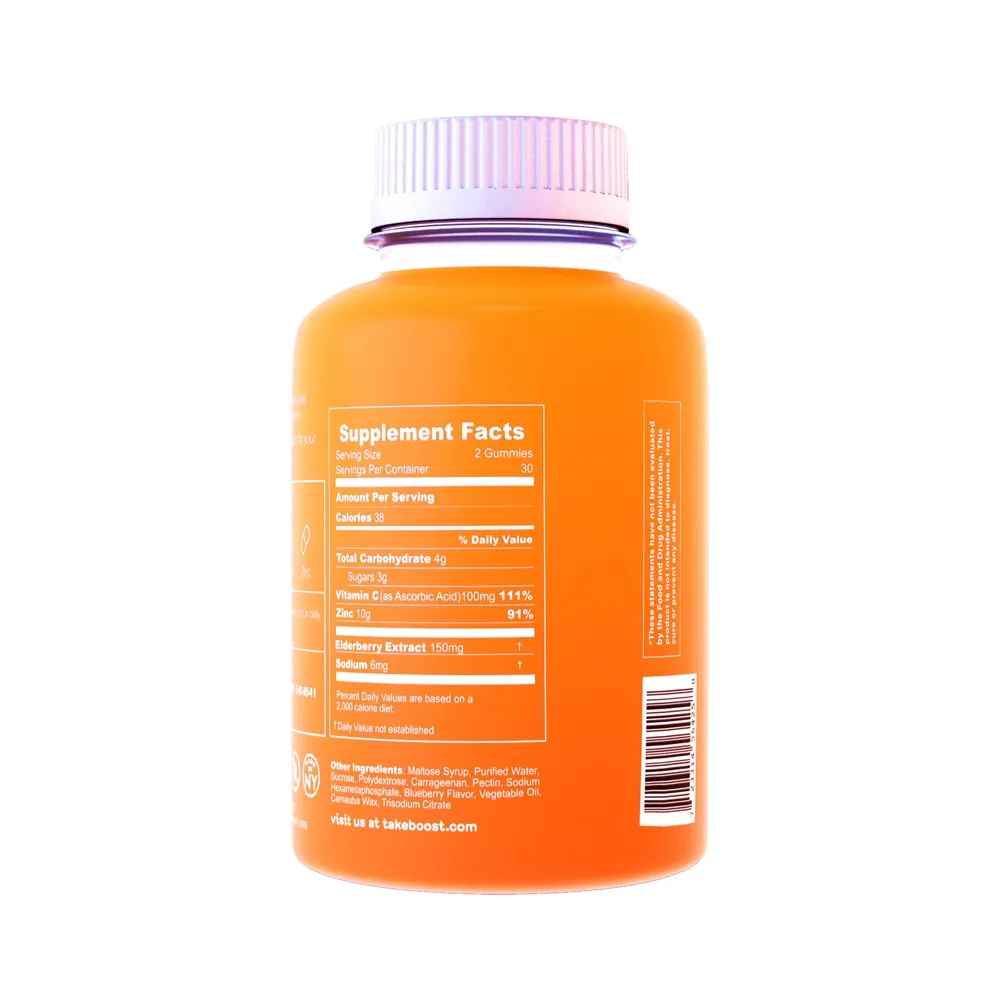 to your
Zinc
daily.
Supplement Facts
Serving Size 2 Gummies
Servings Per Container 30
Amount Per Serving
Calories 38
% Daily Value
Total Carbohydrate 4g
Sugars 3g
Vitamin C (as Ascorbic Acid) 100mg 111%
Zinc 10g 91%
Elderberry Extract 150mg †
Sodium 6mg †
Percent Daily Values are based on a
2,000 calorie diet.
† Daily Value not established
NY
Other Ingredients: Maltose Syrup, Purified Water,
Sucrose, Polydextrose, Carrageenan, Pectin, Sodium
Hexametaphosphate, Blueberry Flavor, Vegetable Oil,
Carnauba Wax, Trisodium Citrate
visit us at takeboost.com
*These statements have not been evaluated
by the Food and Drug Administration. This
product is not intended to diagnose, treat,
cure or prevent any disease.